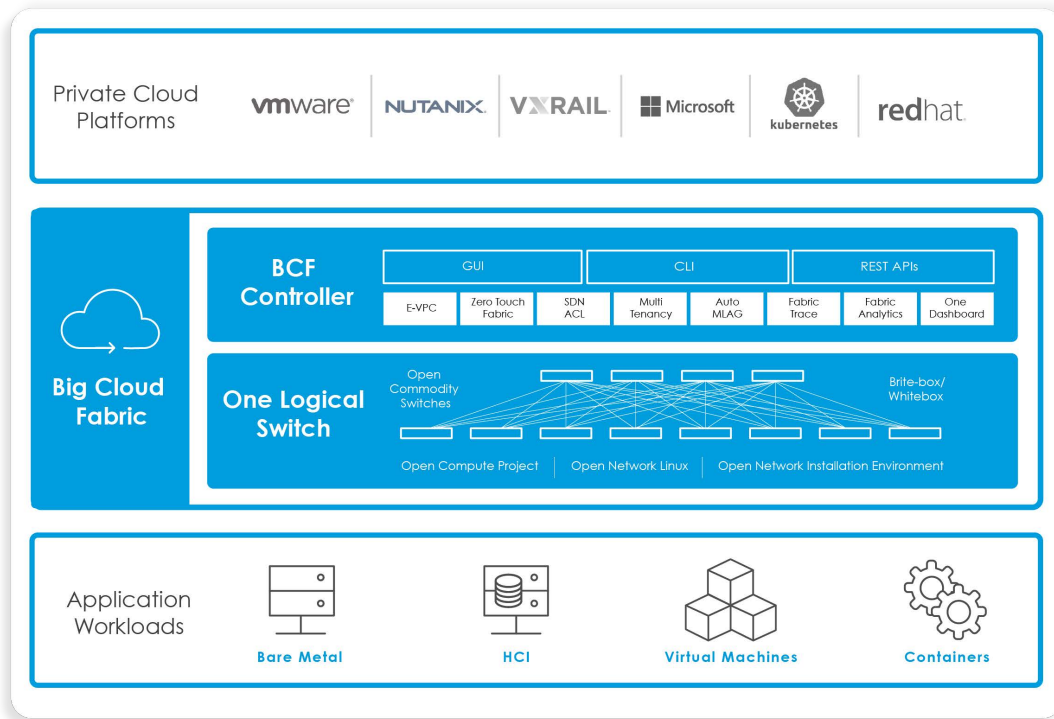 Private Cloud
Platforms
vmware
NUTANIX.
VXRAIL.
Microsoft
kubernetes
redhat.
Big Cloud
Fabric
BCF
Controller
GUI
CLI
REST APIs
E-VPC
Zero Touch
Fabric
SDN
ACL
Multi
Tenancy
Auto
MLAG
Fabric
Trace
Fabric
Analytics
One
Dashboard
One Logical
Switch
Open
Commodity
Switches
Brite-box/
Whitebox
Open Compute Project
Open Network Linux
Open Network Installation Environment
Application
Workloads
Bare Metal
HCI
Virtual Machines
Containers